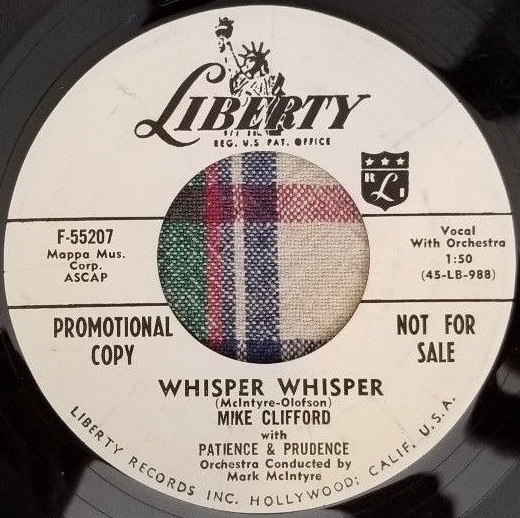 LIBERTY
REG. U.S PAT. OFFICE
R L I
F-55207
Mappa Mus.
Corp.
ASCAP
Vocal
With Orchestra
1:50
(45-LB-988)
PROMOTIONAL
COPY
NOT FOR
SALE
WHISPER WHISPER
(McIntyre-Olofson)
MIKE CLIFFORD
with
PATIENCE & PRUDENCE
Orchestra Conducted by
Mark McIntyre
LIBERTY RECORDS INC. HOLLYWOOD; CALIF. U.S.A.